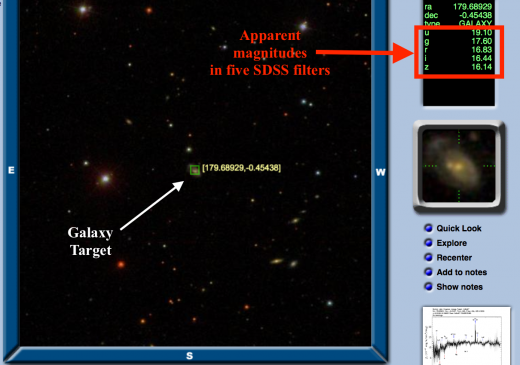 ra 179.68929
dec -0.45438
type GALAXY
u 19.10
g 17.60
r 16.83
i 16.44
z 16.14
Apparent
magnitudes
in five SDSS filters
E
[179.68929,-0.45438]
W
Galaxy
Target
Quick Look
Explore
Recenter
Add to notes
Show notes
S